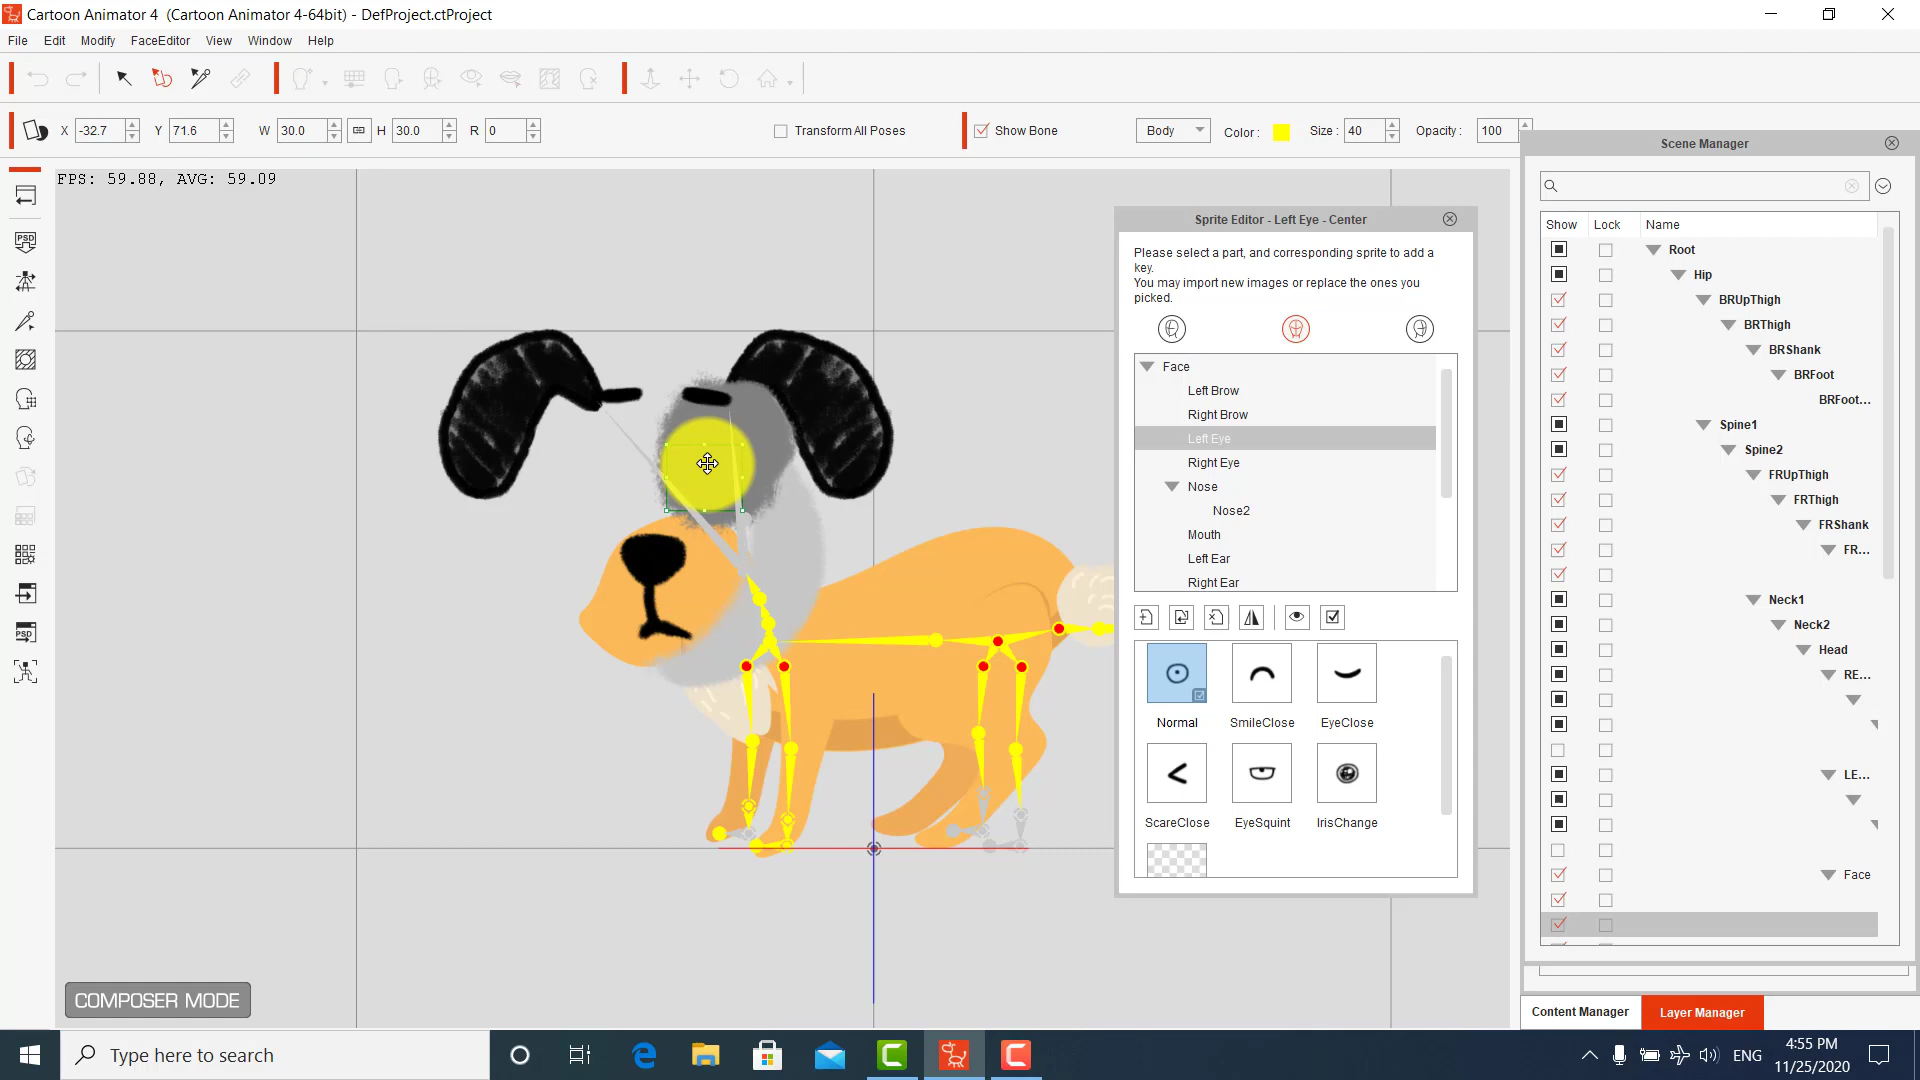 Cartoon Animator 4  (Cartoon Animator 4-64bit) - DefProject.ctProject
File Edit Modify FaceEditor View Window Help
X -32.7 Y 71.6 W 30.0 H 30.0 R 0 Transform All Poses Show Bone Body Color : Size : 40 Opacity : 100
Scene Manager
FPS: 59.88, AVG: 59.09
Show Lock Name
Root
Hip
BRUpThigh
BRThigh
BRShank
BRFoot
BRFoot...
Spine1
Spine2
FRUpThigh
FRThigh
FRShank
FR...
Neck1
Neck2
Head
RE...
LE...
Face
Sprite Editor - Left Eye - Center
Please select a part, and corresponding sprite to add a
key.
You may import new images or replace the ones you
picked.
Face
Left Brow
Right Brow
Left Eye
Right Eye
Nose
Nose2
Mouth
Left Ear
Right Ear
Normal SmileClose EyeClose
ScareClose EyeSquint IrisChange
PSD
PSD
COMPOSER MODE
Content Manager Layer Manager
Type here to search
ENG
4:55 PM
11/25/2020